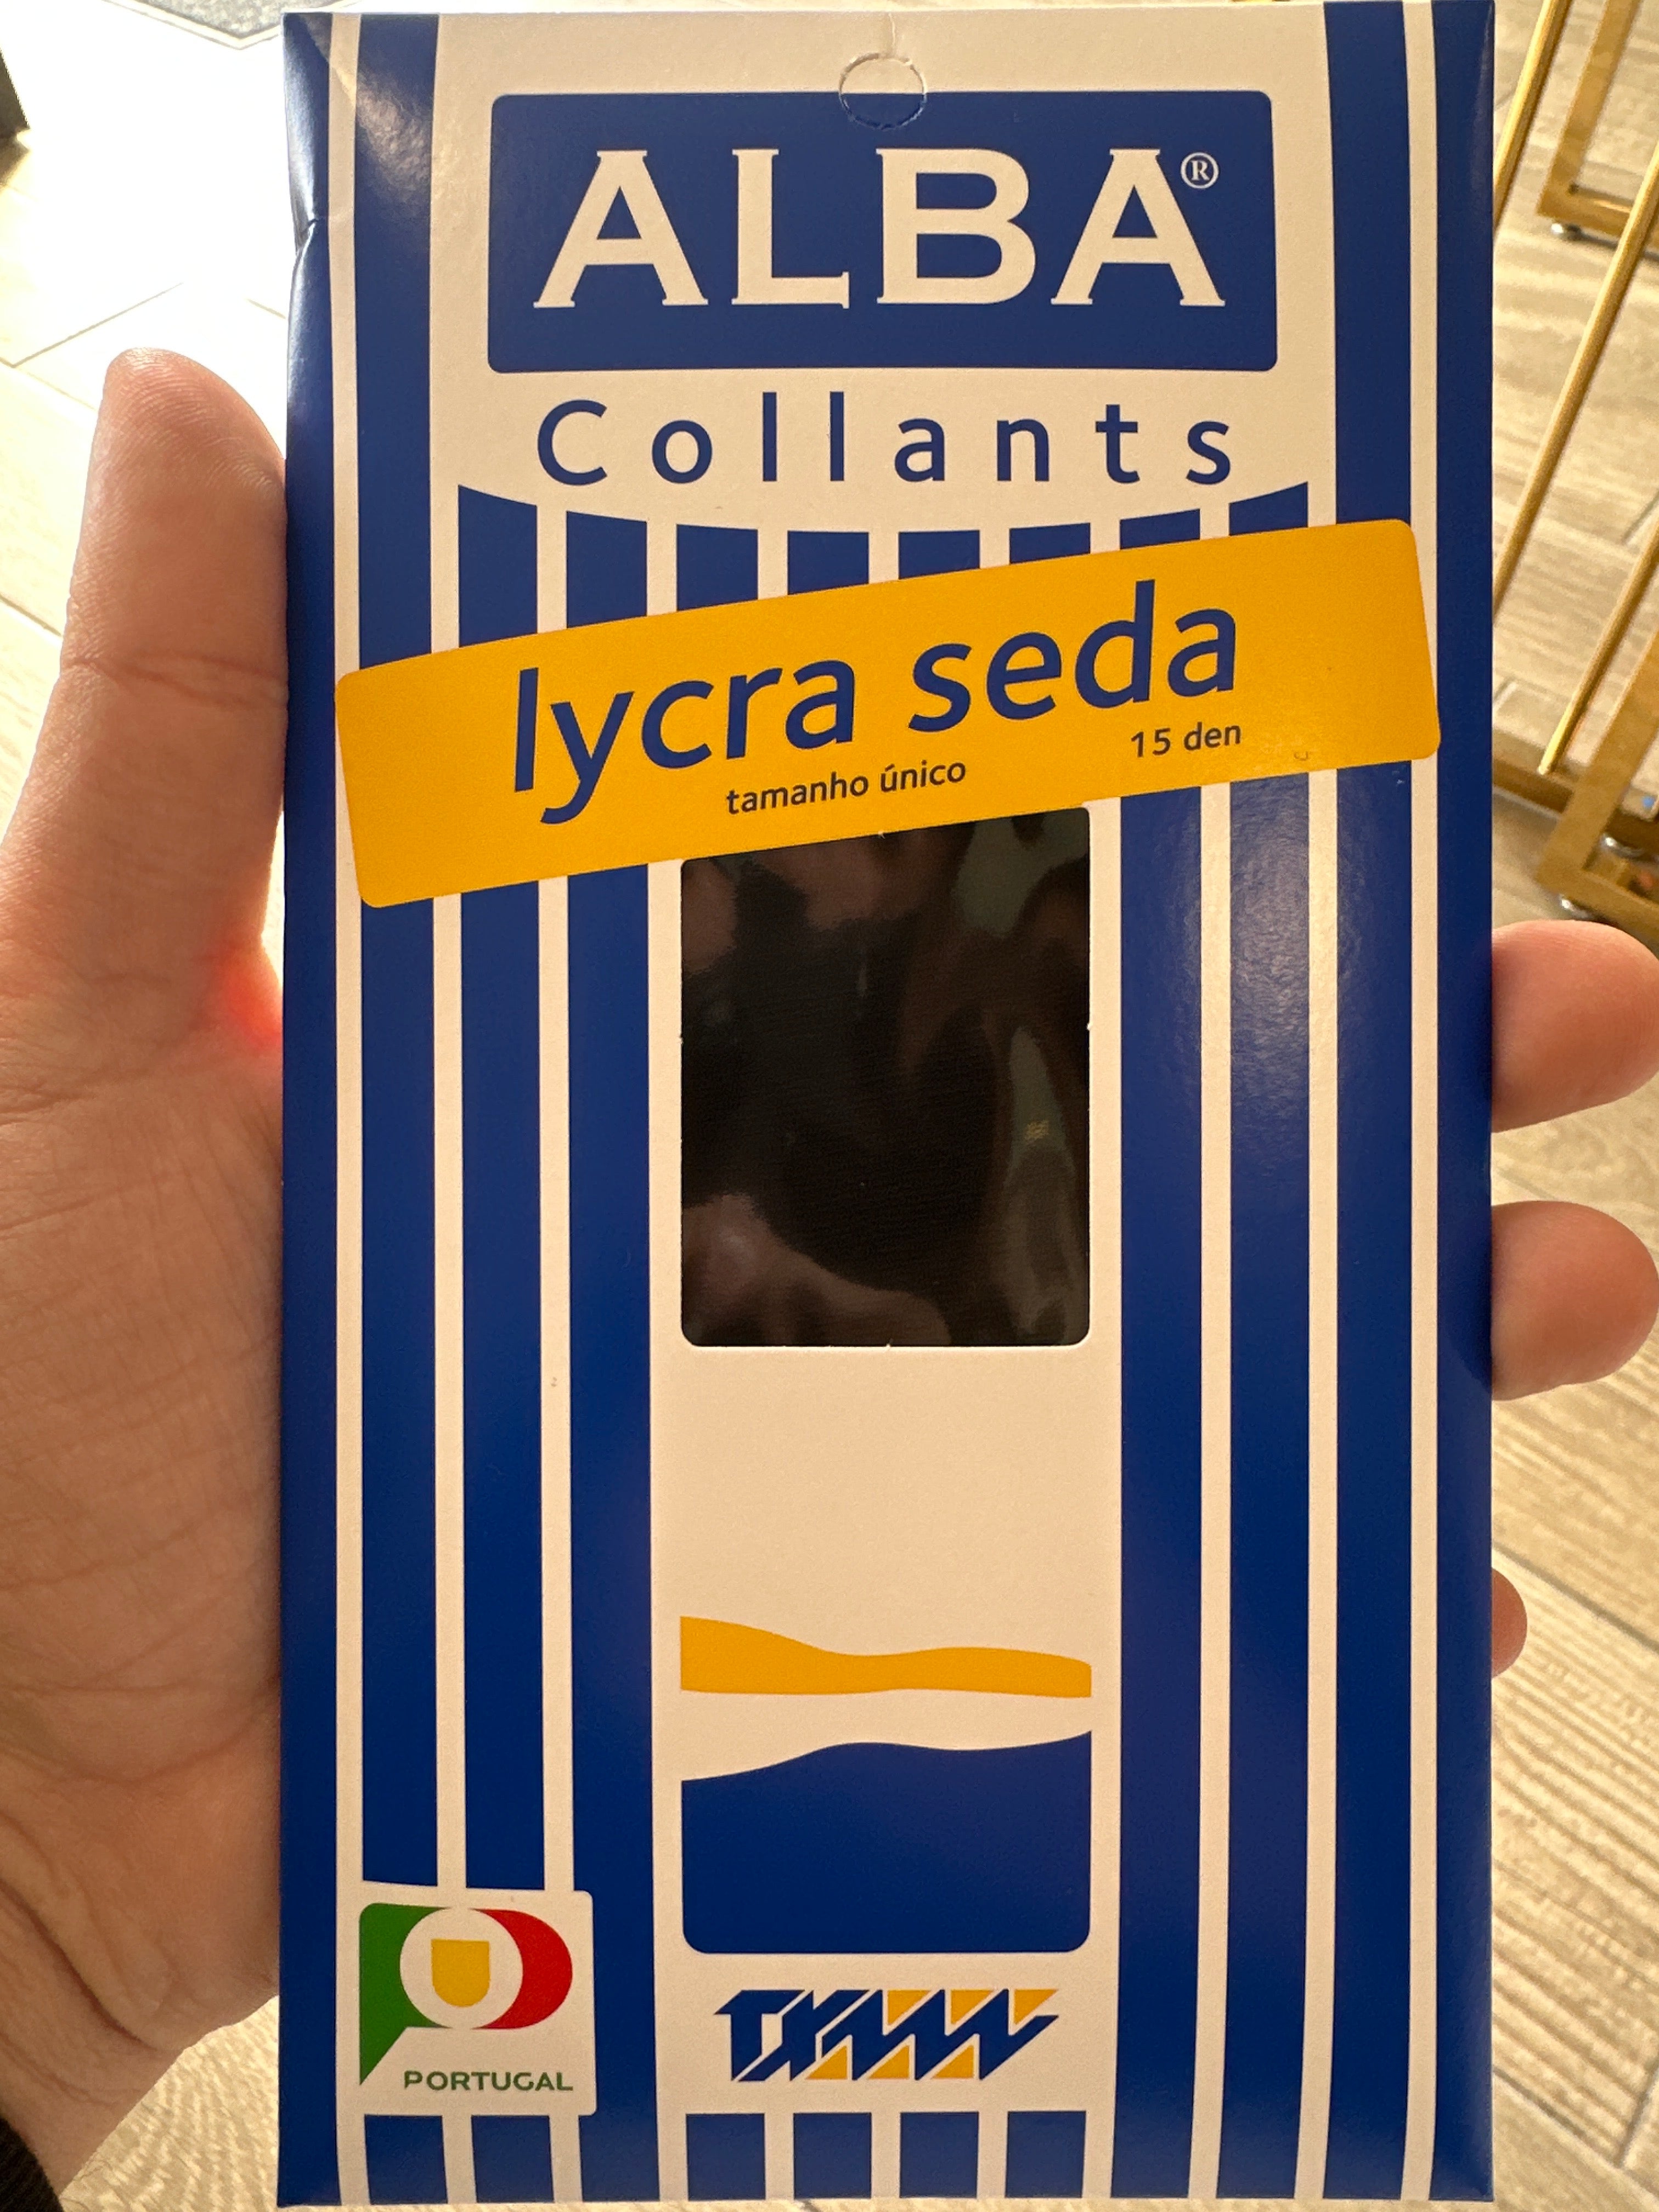 ALBA®
Collants
lycra seda
tamanho único
15 den
PORTUGAL